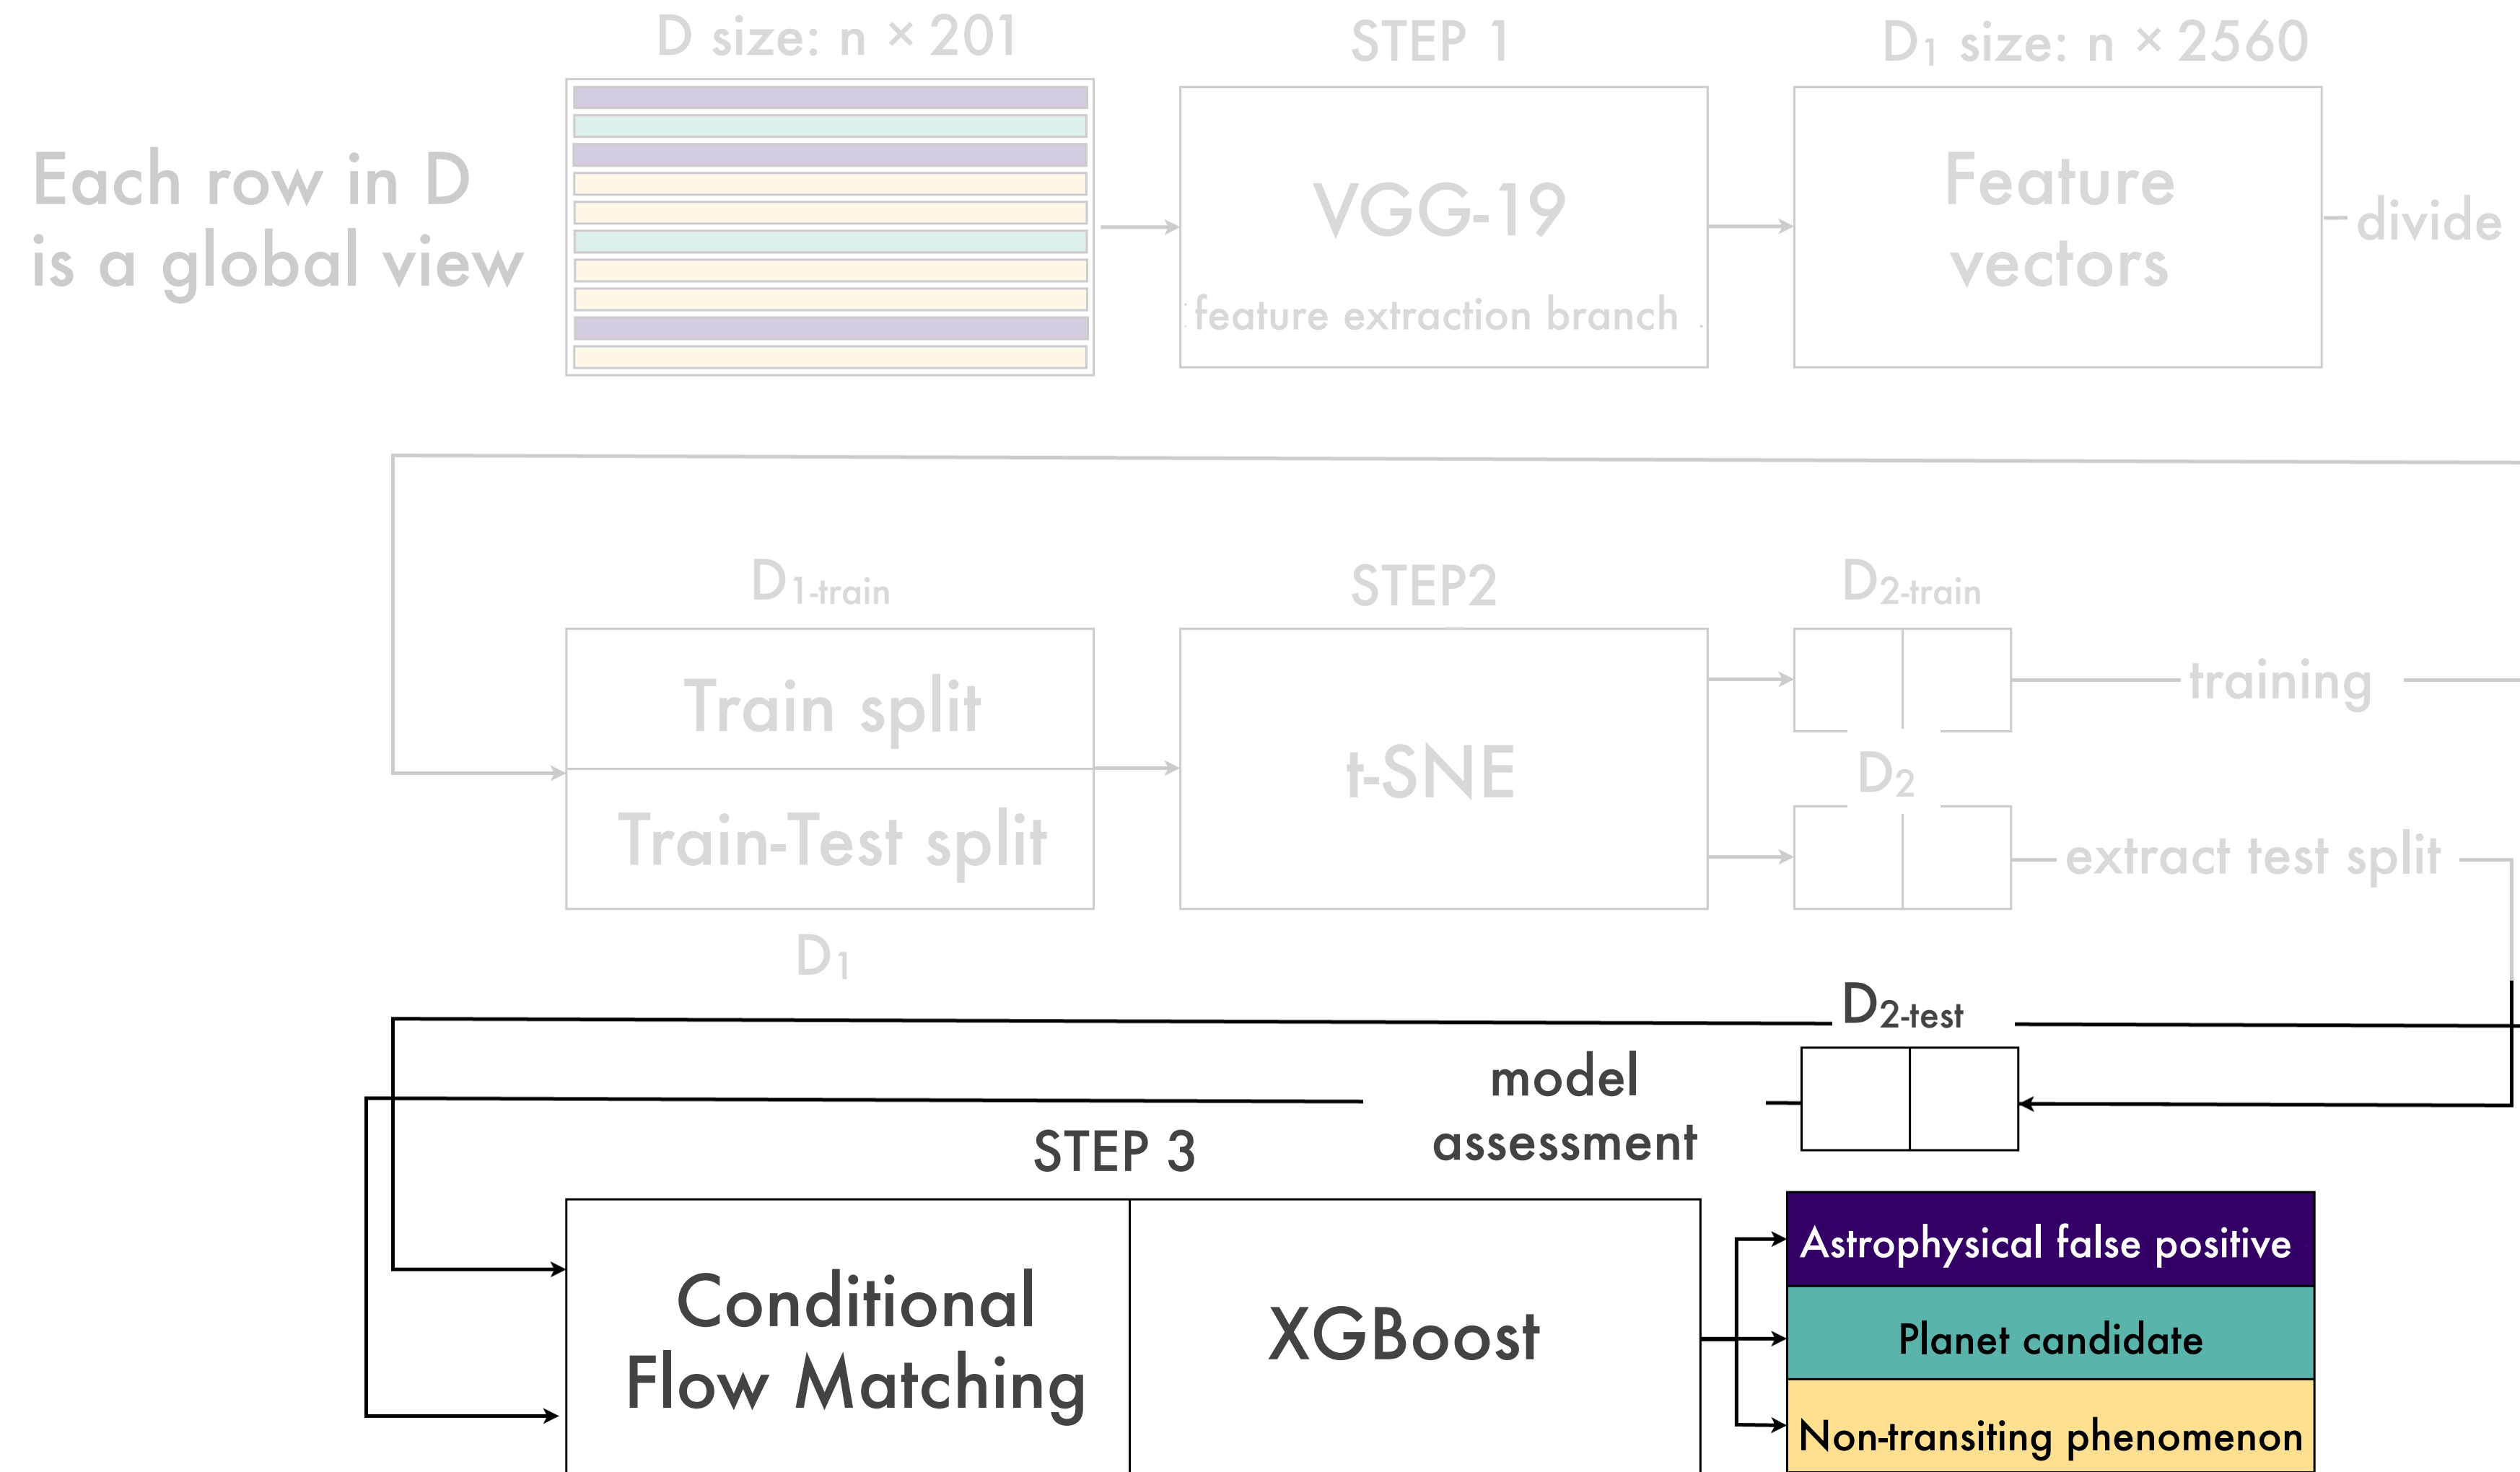 D size: n × 201
STEP 1
D1 size: n × 2560
Each row in D
is a global view
VGG-19
feature extraction branch
Feature
vectors
divide
D1-train
STEP2
D2-train
Train split
Train-Test split
t-SNE
training
D2
extract test split
D1
D2-test
model
assessment
STEP 3
Conditional
Flow Matching
XGBoost
Astrophysical false positive
Planet candidate
Non-transiting phenomenon